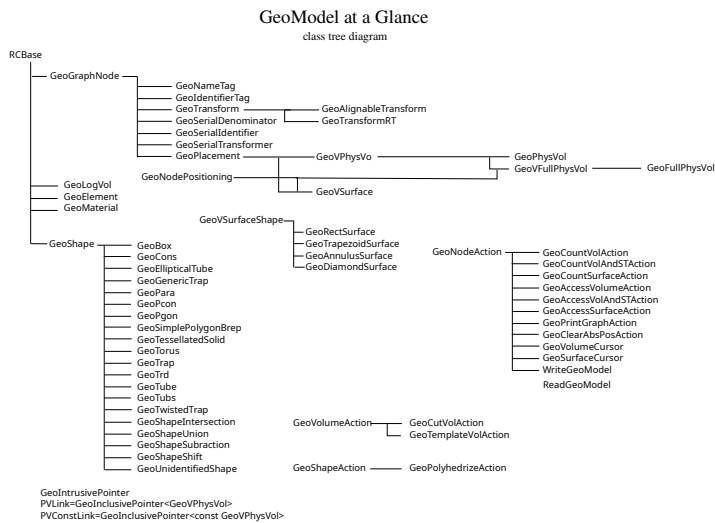 GeoModel at a Glance
class tree diagram
RCBase
GeoGraphNode
GeoNameTag
GeoIdentifierTag
GeoTransform
GeoAlignableTransform
GeoSerialDenominator
GeoTransformRT
GeoSerialIdentifier
GeoSerialTransformer
GeoPlacement
GeoVPhysVo
GeoPhysVol
GeoVFullPhysVol
GeoFullPhysVol
GeoNodePositioning
GeoVSurface
GeoLogVol
GeoElement
GeoMaterial
GeoVSurfaceShape
GeoRectSurface
GeoTrapezoidSurface
GeoAnnulusSurface
GeoDiamondSurface
GeoShape
GeoBox
GeoCons
GeoEllipticalTube
GeoGenericTrap
GeoPara
GeoPcon
GeoPgon
GeoSimplePolygonBrep
GeoTessellatedSolid
GeoTorus
GeoTrap
GeoTrd
GeoTube
GeoTubs
GeoTwistedTrap
GeoShapeIntersection
GeoShapeUnion
GeoShapeSubraction
GeoShapeShift
GeoUnidentifiedShape
GeoNodeAction
GeoCountVolAction
GeoCountVolAndSTAction
GeoCountSurfaceAction
GeoAccessVolumeAction
GeoAccessVolAndSTAction
GeoAccessSurfaceAction
GeoPrintGraphAction
GeoClearAbsPosAction
GeoVolumeCursor
GeoSurfaceCursor
WriteGeoModel
ReadGeoModel
GeoVolumeAction
GeoCutVolAction
GeoTemplateVolAction
GeoShapeAction
GeoPolyhedrizeAction
GeoIntrusivePointer
PVLink=GeoInclusivePointer<GeoVPhysVol>
PVConstLink=GeoInclusivePointer<const GeoVPhysVol>